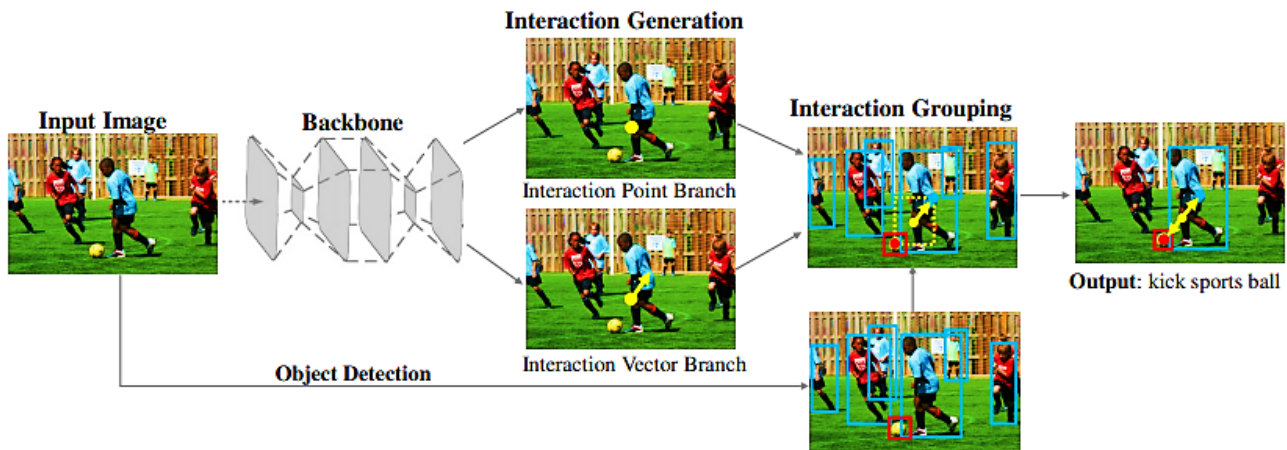 Interaction Generation
Input Image
Backbone
Interaction Grouping
Interaction Point Branch
Output: kick sports ball
Interaction Vector Branch
Object Detection